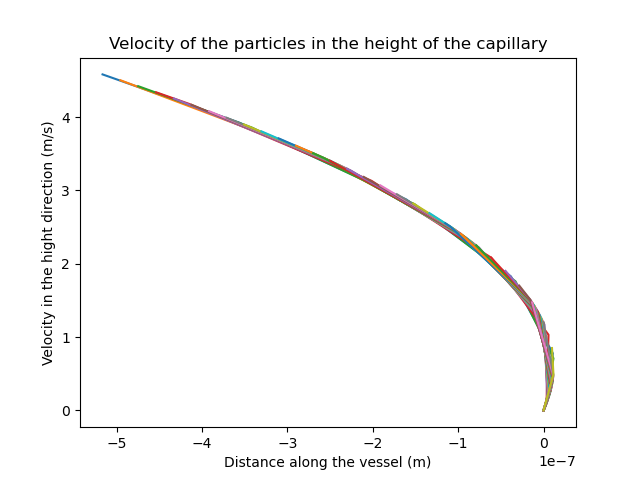 Velocity of the particles in the height of the capillary
Velocity in the hight direction (m/s)
4
3
2
1
0
−5 −4 −3 −2 −1 0
1e−7
Distance along the vessel (m)